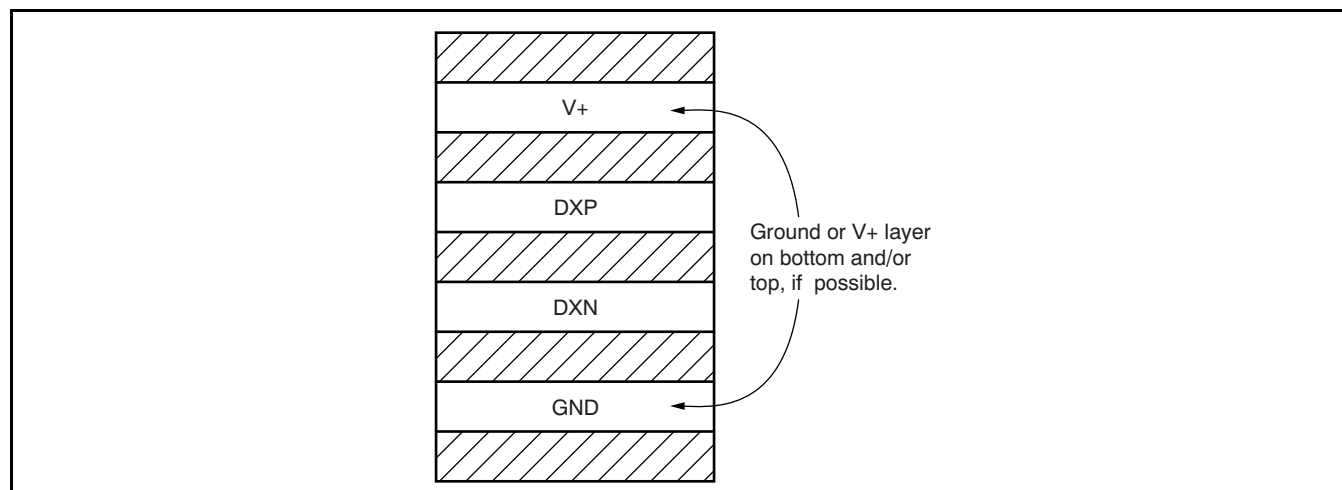 V+
DXP
DXN
GND
Ground or V+ layer
on bottom and/or
top, if possible.